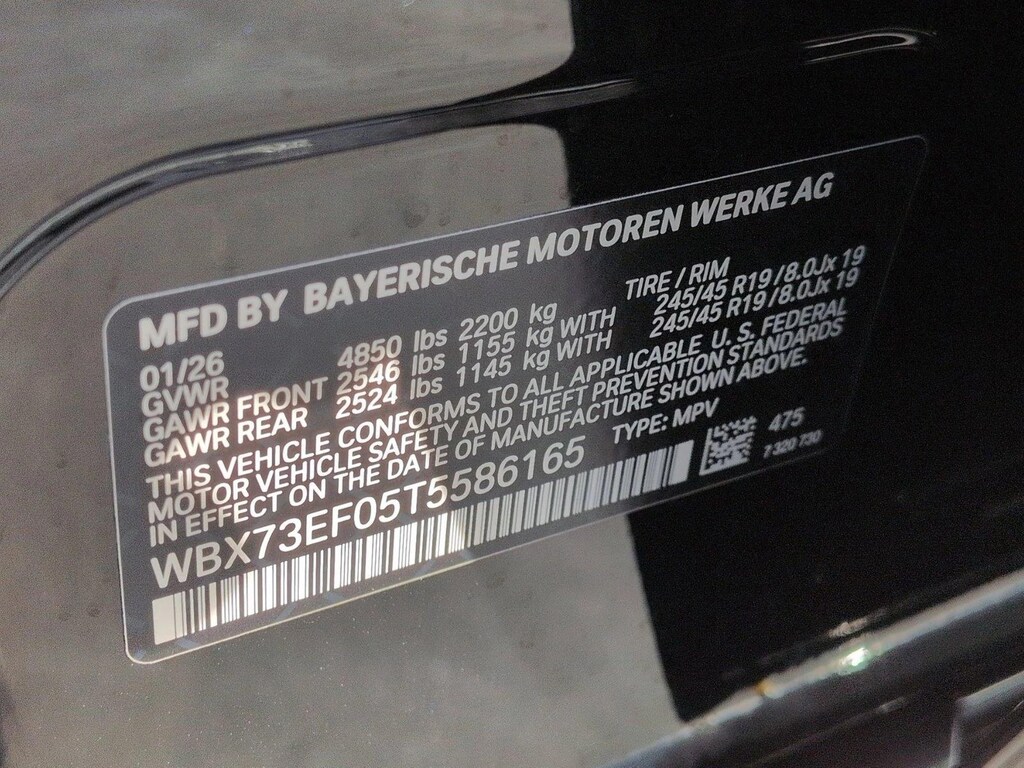 MFD BY BAYERISCHE MOTOREN WERKE AG
01/26 TIRE / RIM
GVWR 4850 lbs 2200 kg
GAWR FRONT 2546 lbs 1155 kg WITH 245/45 R19/8.0Jx 19
GAWR REAR 2524 lbs 1145 kg WITH 245/45 R19/8.0Jx 19
THIS VEHICLE CONFORMS TO ALL APPLICABLE U. S. FEDERAL
MOTOR VEHICLE SAFETY AND THEFT PREVENTION STANDARDS
IN EFFECT ON THE DATE OF MANUFACTURE SHOWN ABOVE.
WBX73EF05T5586165 TYPE: MPV 475
7 320 730